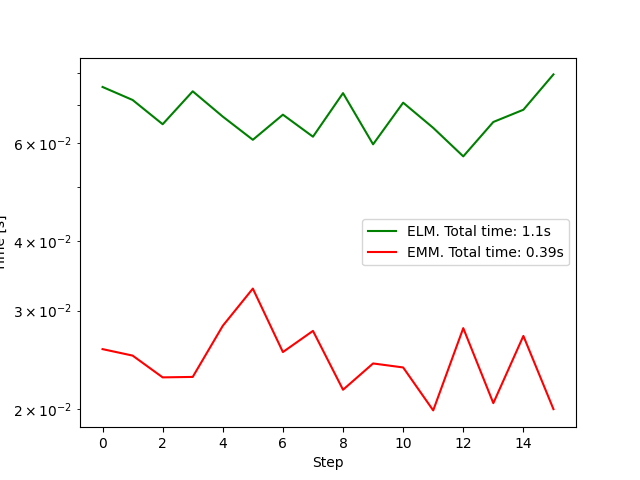 6 × 10⁻²
4 × 10⁻²
3 × 10⁻²
2 × 10⁻²
ELM. Total time: 1.1s
EMM. Total time: 0.39s
0 2 4 6 8 10 12 14
Step